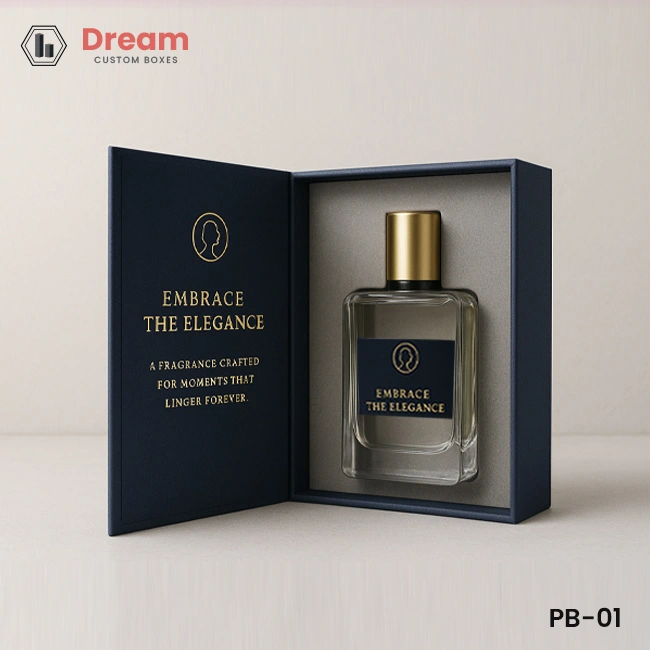 Dream
CUSTOM BOXES
EMBRACE
THE ELEGANCE
A FRAGRANCE CRAFTED
FOR MOMENTS THAT
LINGER FOREVER.
EMBRACE
THE ELEGANCE
PB-01